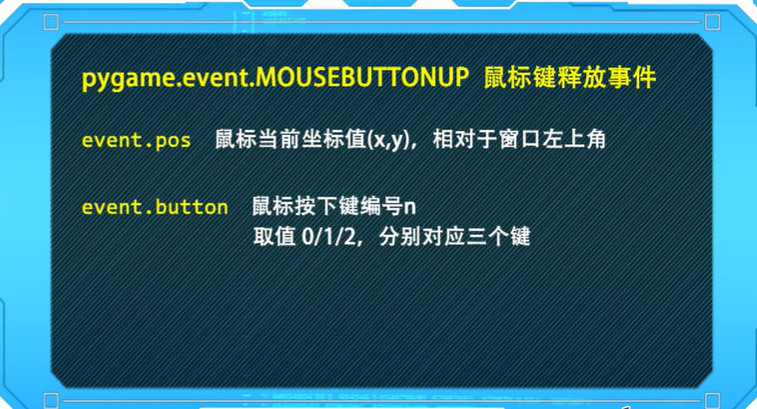 pygame.event.MOUSEBUTTONUP 鼠标键释放事件
event.pos 鼠标当前坐标值(x,y)，相对于窗口左上角
event.button 鼠标按下键编号n
取值 0/1/2，分别对应三个键